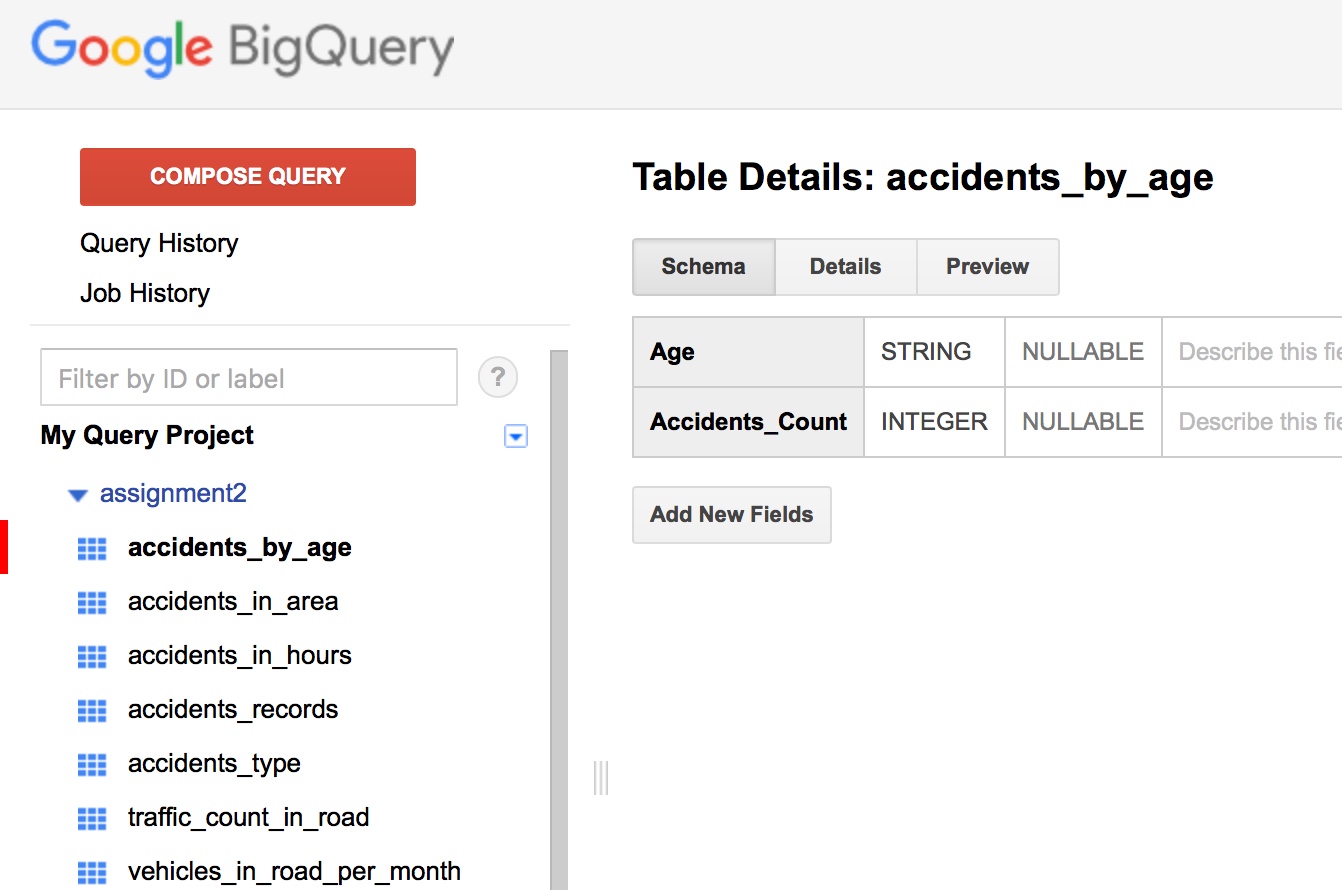 Google BigQuery
COMPOSE QUERY
Query History
Job History
Filter by ID or label
?
My Query Project
assignment2
accidents_by_age
accidents_in_area
accidents_in_hours
accidents_records
accidents_type
traffic_count_in_road
vehicles_in_road_per_month
Table Details: accidents_by_age
Schema Details Preview
Age STRING NULLABLE Describe this fie
Accidents_Count INTEGER NULLABLE Describe this fie
Add New Fields